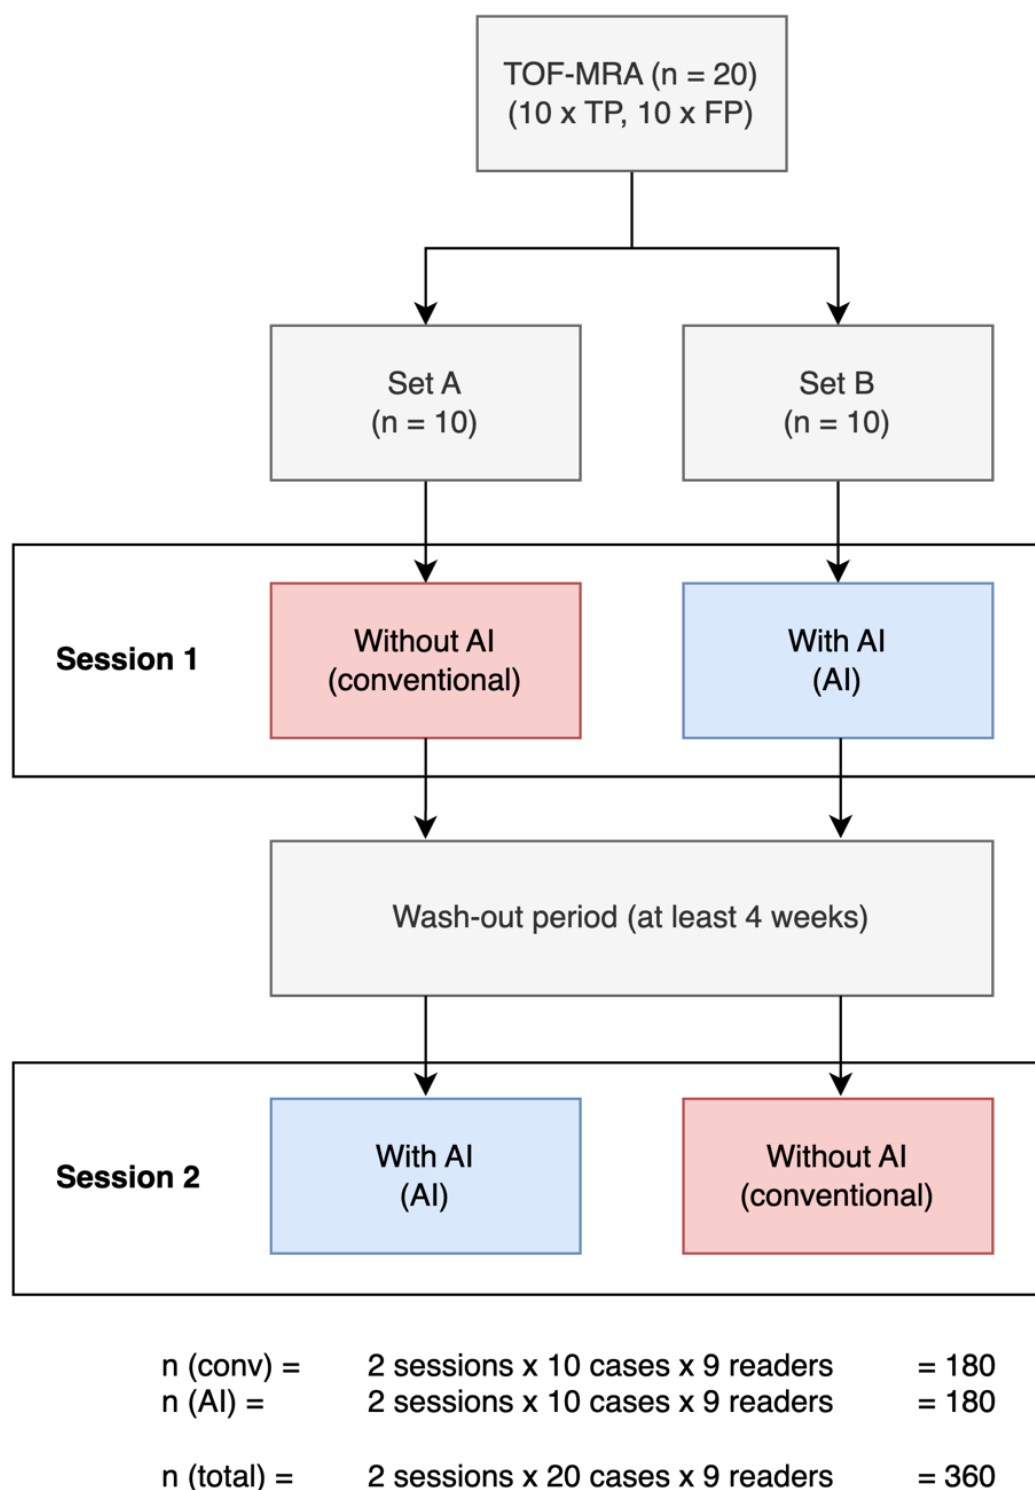 TOF-MRA (n = 20)
(10 x TP, 10 x FP)
Set A
(n = 10)
Set B
(n = 10)
Session 1
Without AI
(conventional)
With AI
(AI)
Wash-out period (at least 4 weeks)
Session 2
With AI
(AI)
Without AI
(conventional)
n (conv) = 2 sessions x 10 cases x 9 readers = 180
n (AI) = 2 sessions x 10 cases x 9 readers = 180
n (total) = 2 sessions x 20 cases x 9 readers = 360